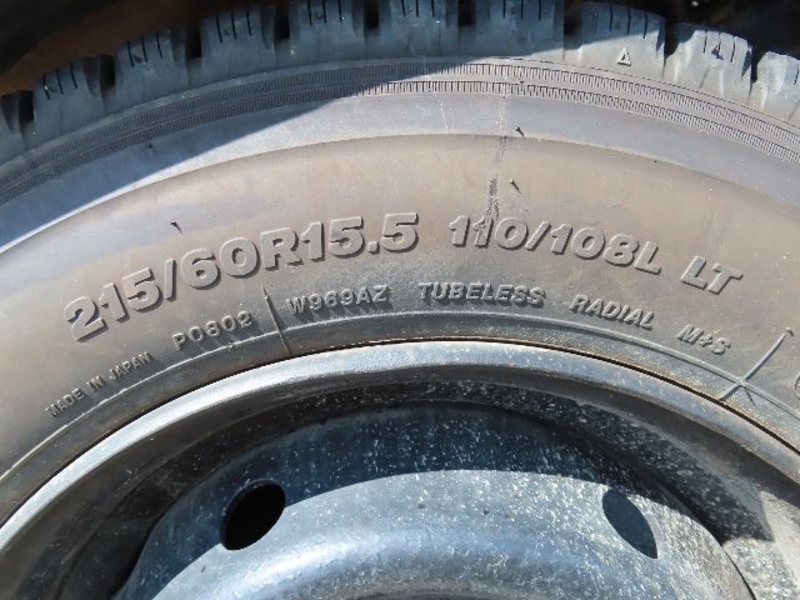 215/60R15.5 110/108L LT
MADE IN JAPAN P0602 W969AZ TUBELESS RADIAL M+S